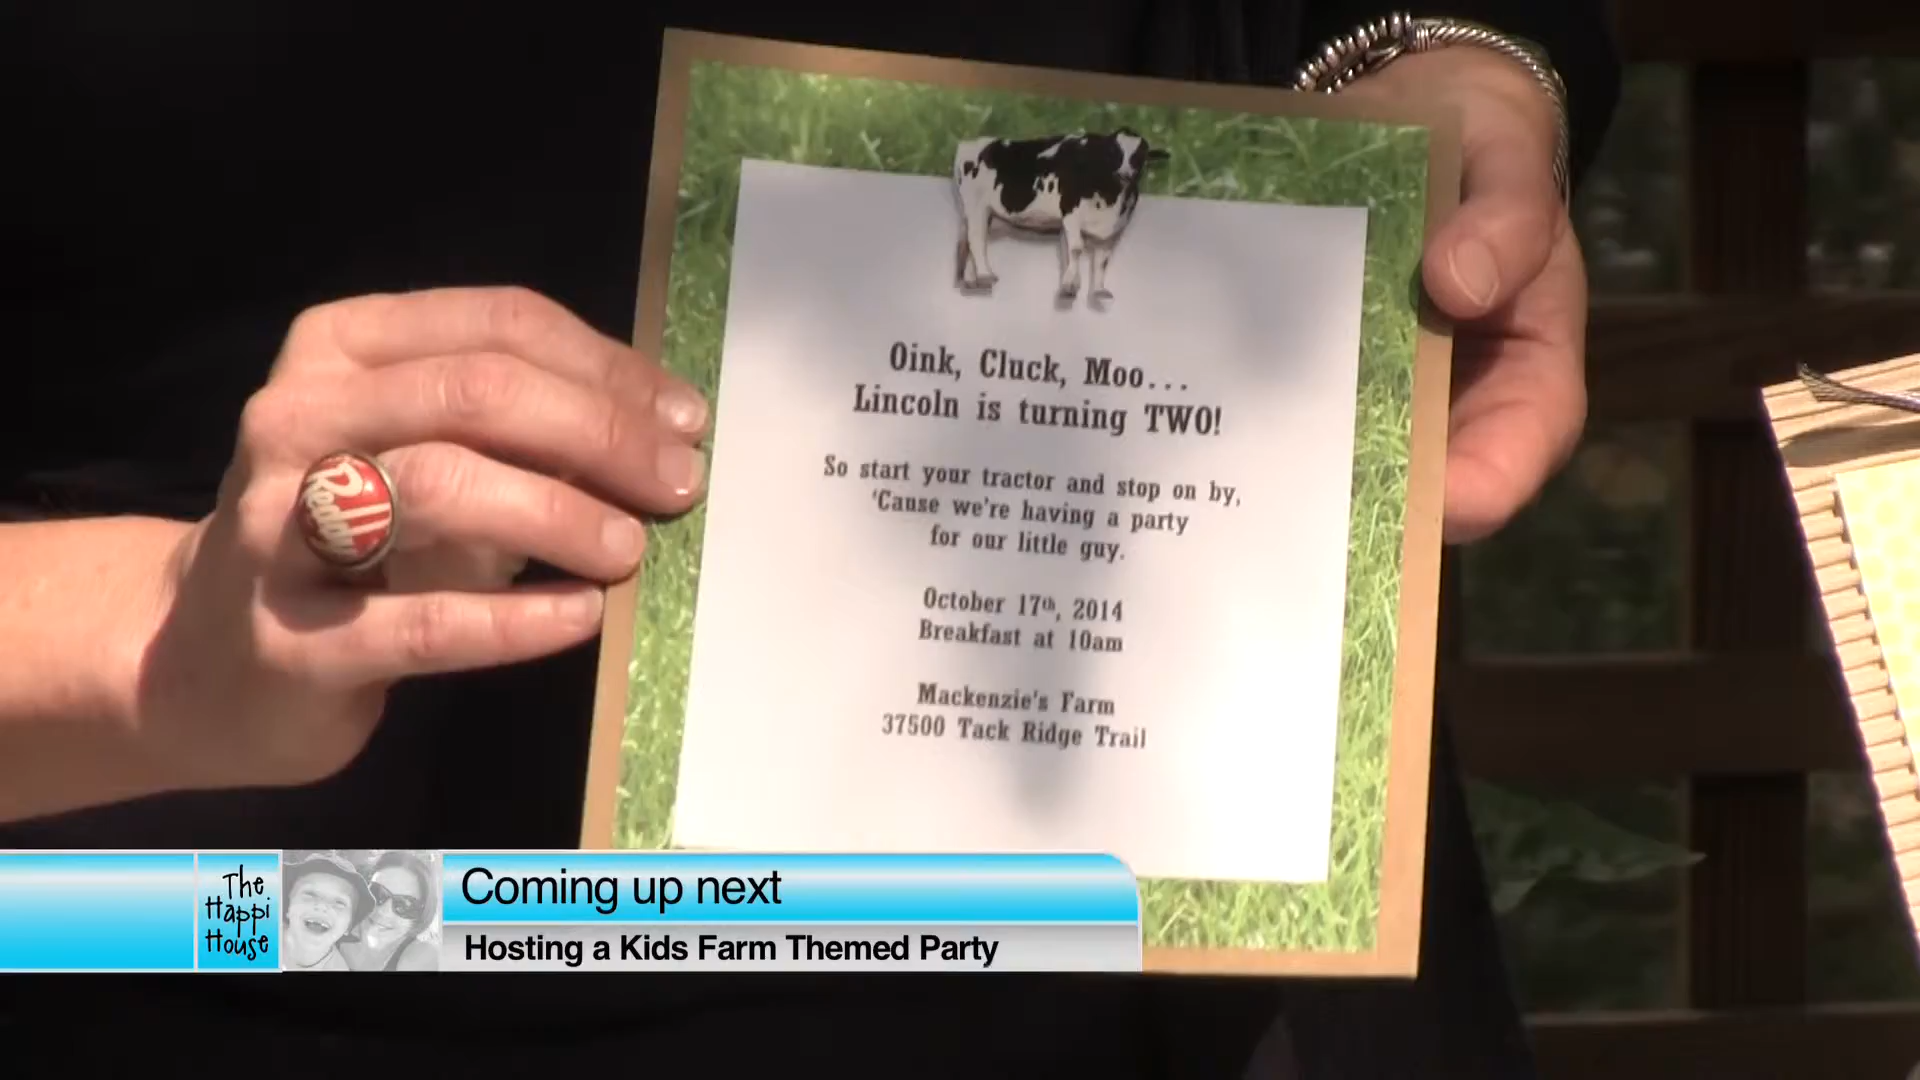 Oink, Cluck, Moo...
Lincoln is turning TWO!
So start your tractor and stop on by,
‘Cause we're having a party
for our little guy.
October 17th, 2014
Breakfast at 10am
Mackenzie's Farm
37500 Tack Ridge Trail
Reddy
The
Happi
House
Coming up next
Hosting a Kids Farm Themed Party